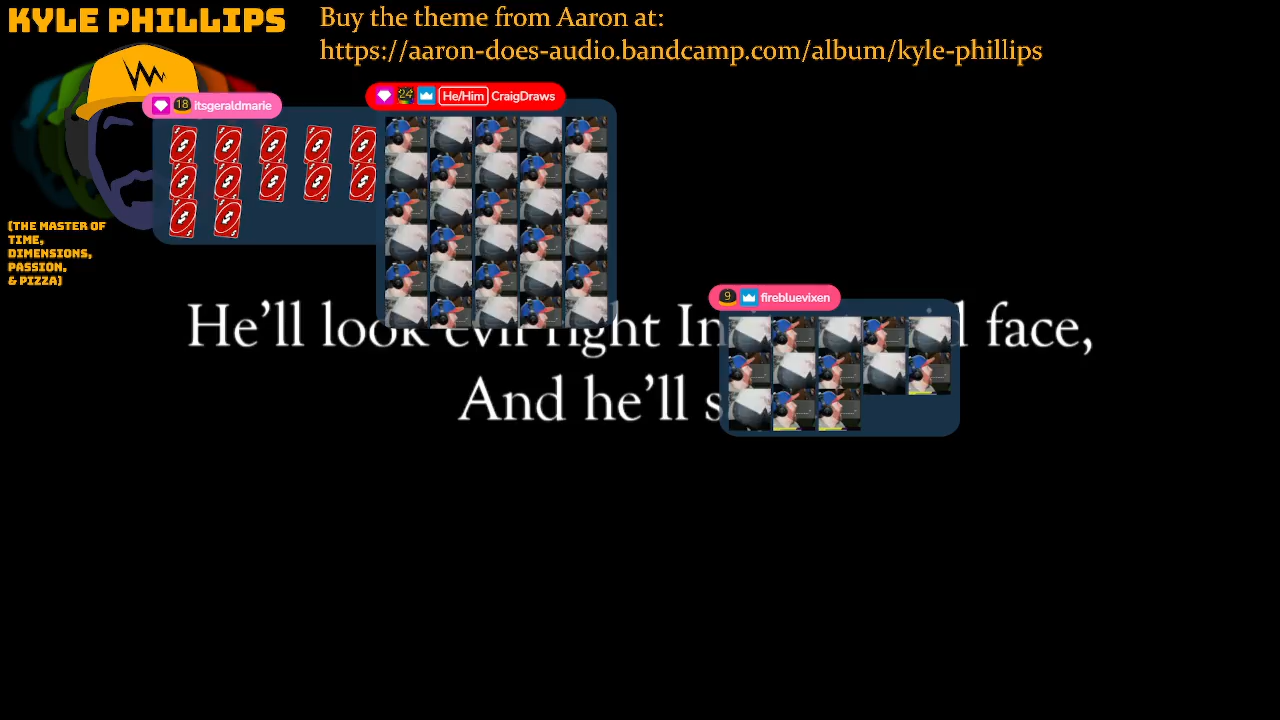 KYLE PHILLIPS
Buy the theme from Aaron at:
https://aaron-does-audio.bandcamp.com/album/kyle-phillips
18 itsgeraldmarie
24 He/Him CraigDraws
[THE MASTER OF
TIME,
DIMENSIONS,
PASSION,
& PIZZA]
9 firebluevixen
He’ll look evil right In face,
And he’ll